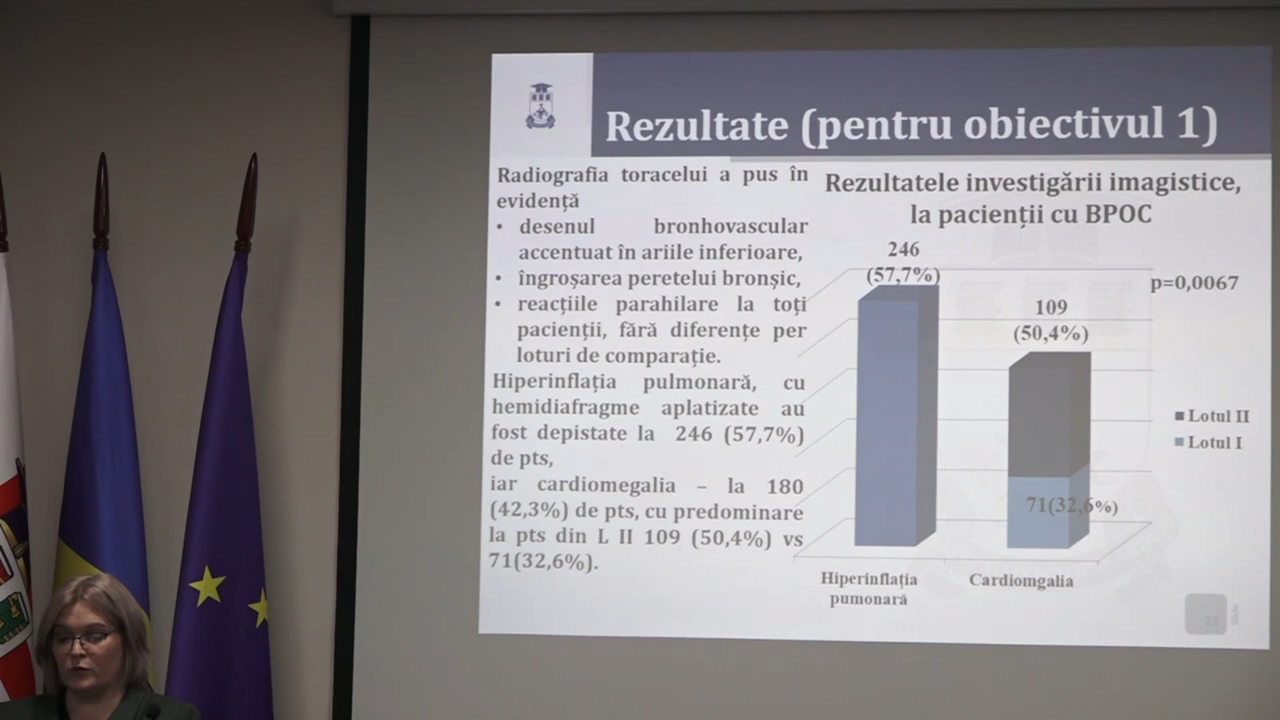 Rezultate (pentru obiectivul 1)
Radiografia toracelui a pus în
evidență
• desenul bronhovascular
accentuat în ariile inferioare,
• îngroșarea peretelui bronșic,
• reacțiile parahilare la toți
pacienții, fără diferențe per
loturi de comparație.
Hiperinflația pulmonară, cu
hemidiafragme aplatizate au
fost depistate la 246 (57,7%)
de pts,
iar cardiomegalia – la 180
(42,3%) de pts, cu predominare
la pts din L II 109 (50,4%) vs
71(32,6%).
Rezultatele investigării imagistice,
la pacienții cu BPOC
246
(57,7%)
p=0,0067
109
(50,4%)
Lotul II
Lotul I
71(32,6%)
Hiperinflația
pumonară
Cardiomgalia
23
Slide